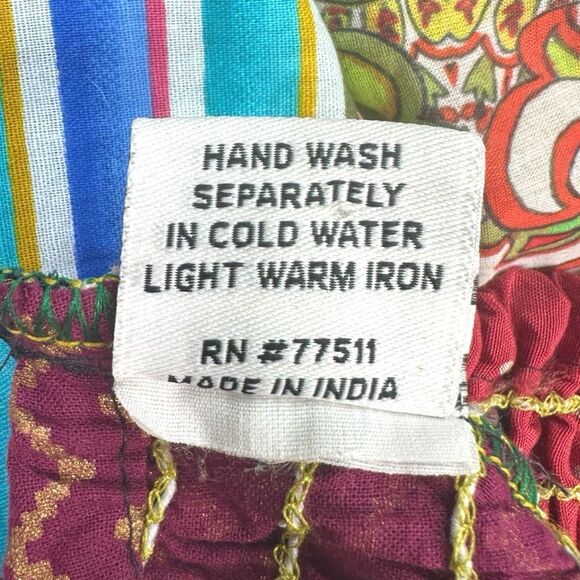 HAND WASH
SEPARATELY
IN COLD WATER
LIGHT WARM IRON
RN #77511
MADE IN INDIA